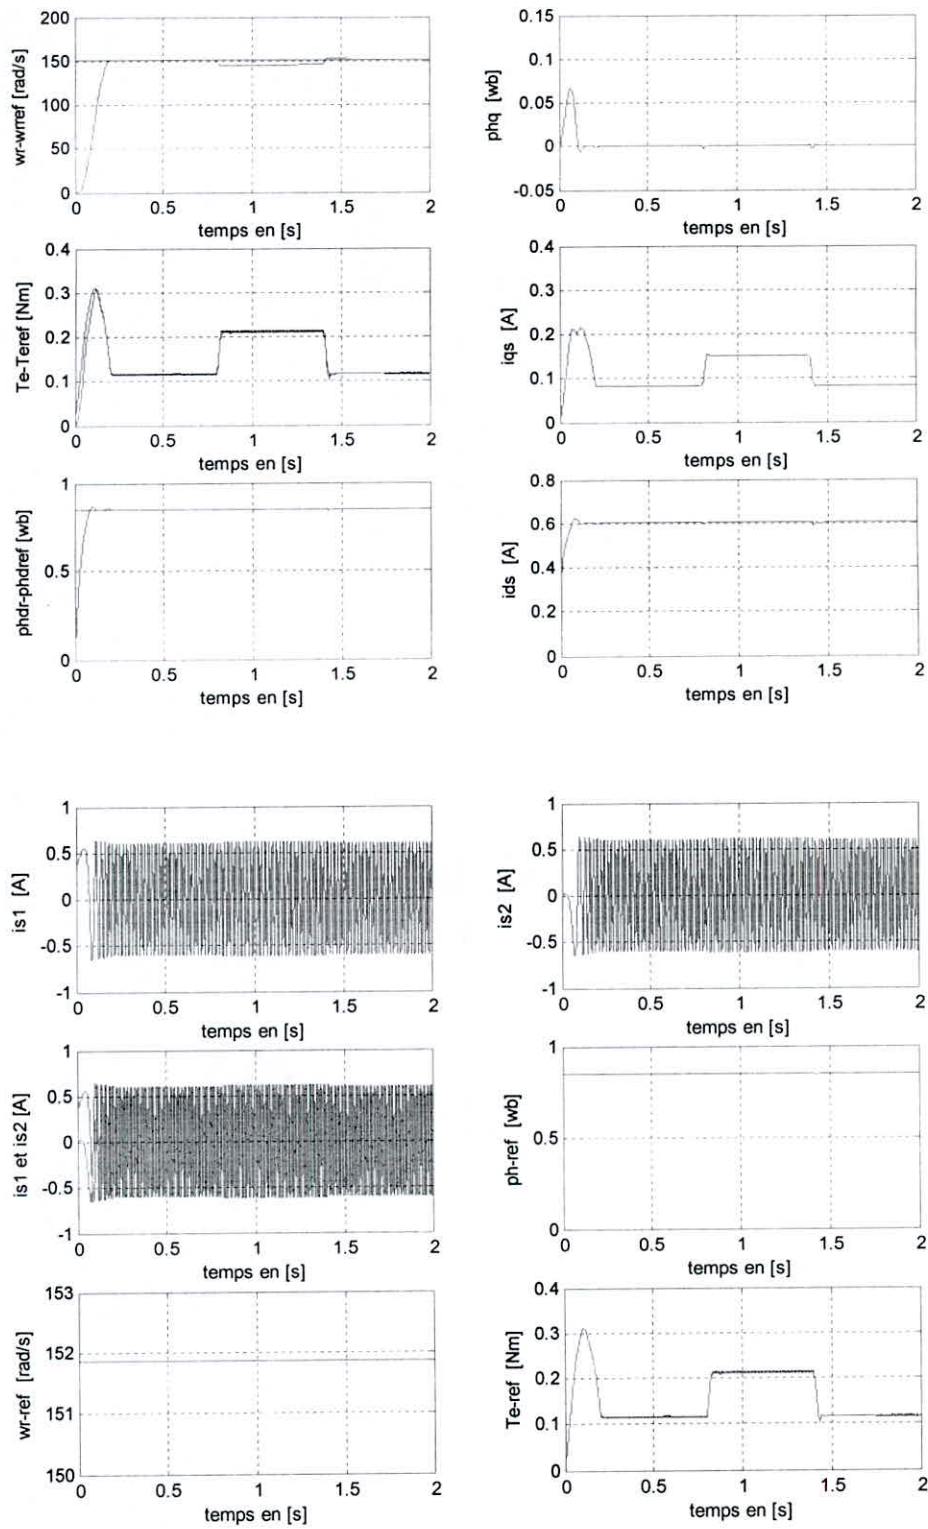 200
150
100
50
0
wr-wrref [rad/s]
0 0.5 1 1.5 2
temps en [s]
0.15
0.1
0.05
0
-0.05
phq [wb]
0 0.5 1 1.5 2
temps en [s]
0.4
0.3
0.2
0.1
0
Te-Teref [Nm]
0 0.5 1 1.5 2
temps en [s]
0.4
0.3
0.2
0.1
0
iqs [A]
0 0.5 1 1.5 2
temps en [s]
1
0.5
0
phdr-phdref [wb]
0 0.5 1 1.5 2
temps en [s]
0.8
0.6
0.4
0.2
0
ids [A]
0 0.5 1 1.5 2
temps en [s]
1
0.5
0
-0.5
-1
is1 [A]
0 0.5 1 1.5 2
temps en [s]
1
0.5
0
-0.5
-1
is2 [A]
0 0.5 1 1.5 2
temps en [s]
1
0.5
0
-0.5
-1
is1 et is2 [A]
0 0.5 1 1.5 2
temps en [s]
1
0.5
0
ph-ref [wb]
0 0.5 1 1.5 2
temps en [s]
153
152
151
150
wr-ref [rad/s]
0 0.5 1 1.5 2
temps en [s]
0.4
0.3
0.2
0.1
0
Te-ref [Nm]
0 0.5 1 1.5 2
temps en [s]